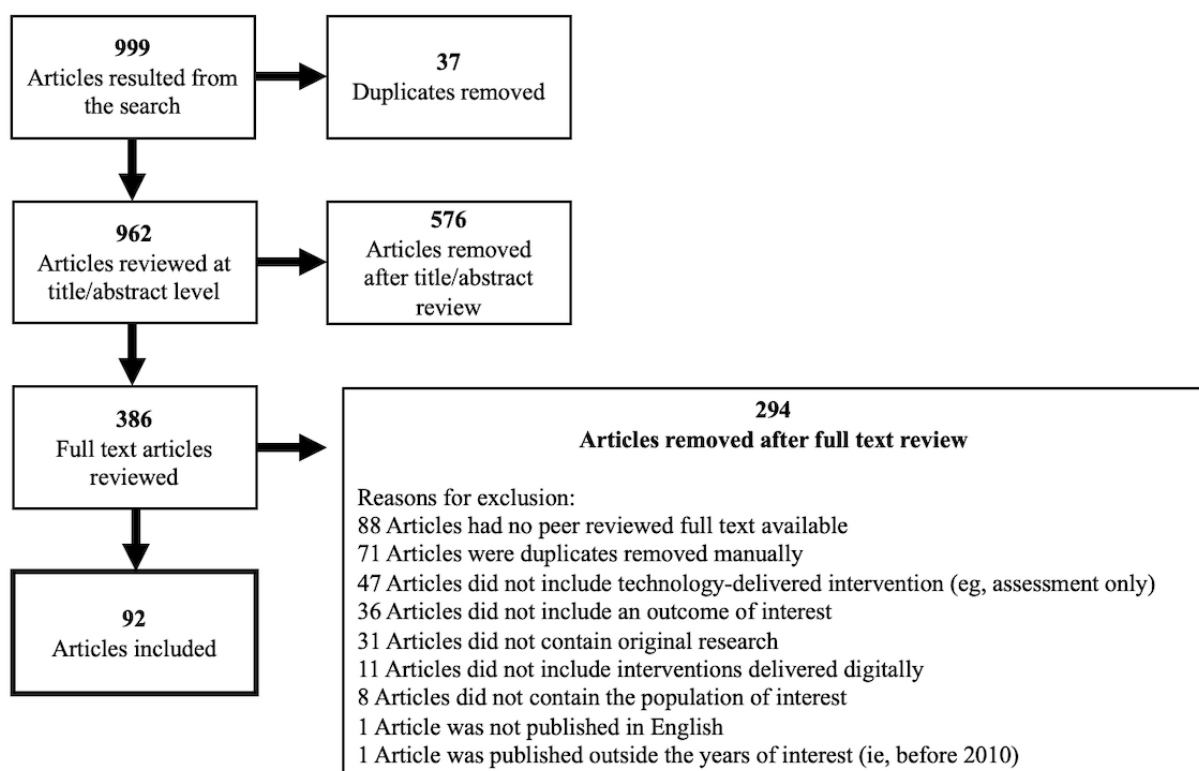 999
Articles resulted from
the search
37
Duplicates removed
962
Articles reviewed at
title/abstract level
576
Articles removed
after title/abstract
review
386
Full text articles
reviewed
294
Articles removed after full text review
Reasons for exclusion:
88 Articles had no peer reviewed full text available
71 Articles were duplicates removed manually
47 Articles did not include technology-delivered intervention (eg, assessment only)
36 Articles did not include an outcome of interest
31 Articles did not contain original research
11 Articles did not include interventions delivered digitally
8 Articles did not contain the population of interest
1 Article was not published in English
1 Article was published outside the years of interest (ie, before 2010)
92
Articles included